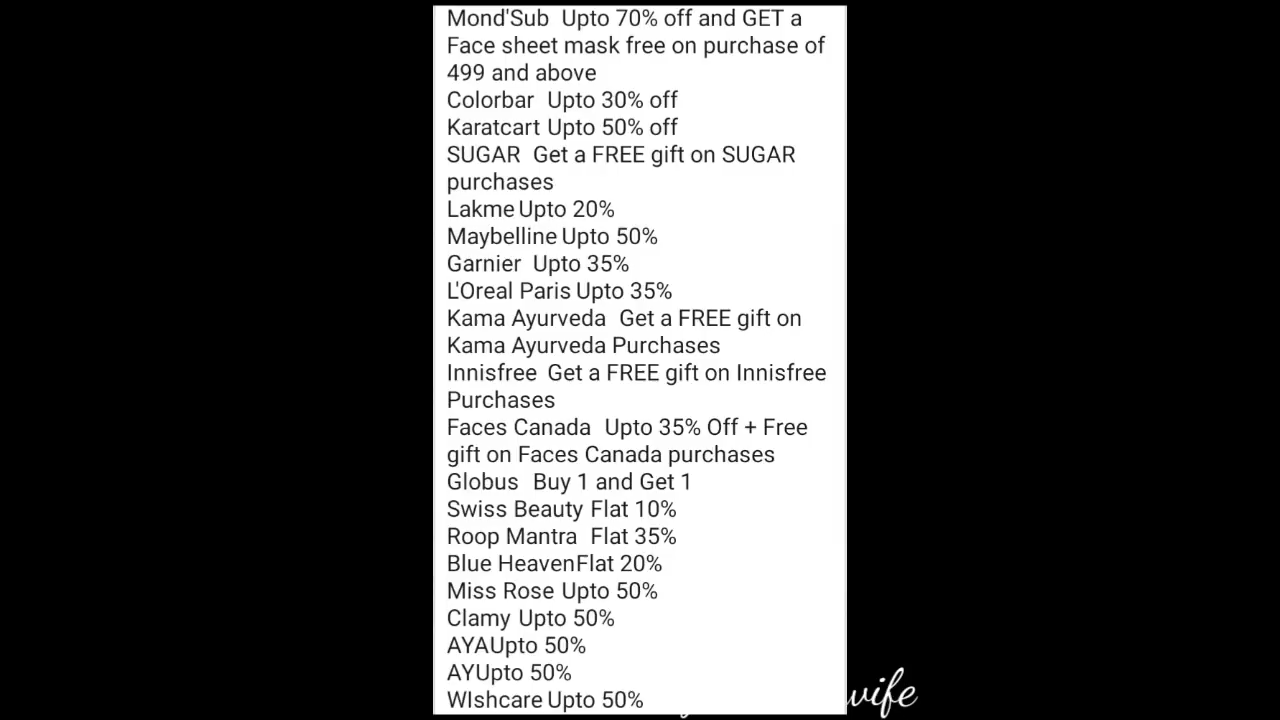 Mond'Sub Upto 70% off and GET a
Face sheet mask free on purchase of
499 and above
Colorbar Upto 30% off
Karatcart Upto 50% off
SUGAR Get a FREE gift on SUGAR
purchases
Lakme Upto 20%
Maybelline Upto 50%
Garnier Upto 35%
L'Oreal Paris Upto 35%
Kama Ayurveda Get a FREE gift on
Kama Ayurveda Purchases
Innisfree Get a FREE gift on Innisfree
Purchases
Faces Canada Upto 35% Off + Free
gift on Faces Canada purchases
Globus Buy 1 and Get 1
Swiss Beauty Flat 10%
Roop Mantra Flat 35%
Blue HeavenFlat 20%
Miss Rose Upto 50%
Clamy Upto 50%
AYAUpto 50%
AYUpto 50%
WIshcare Upto 50%